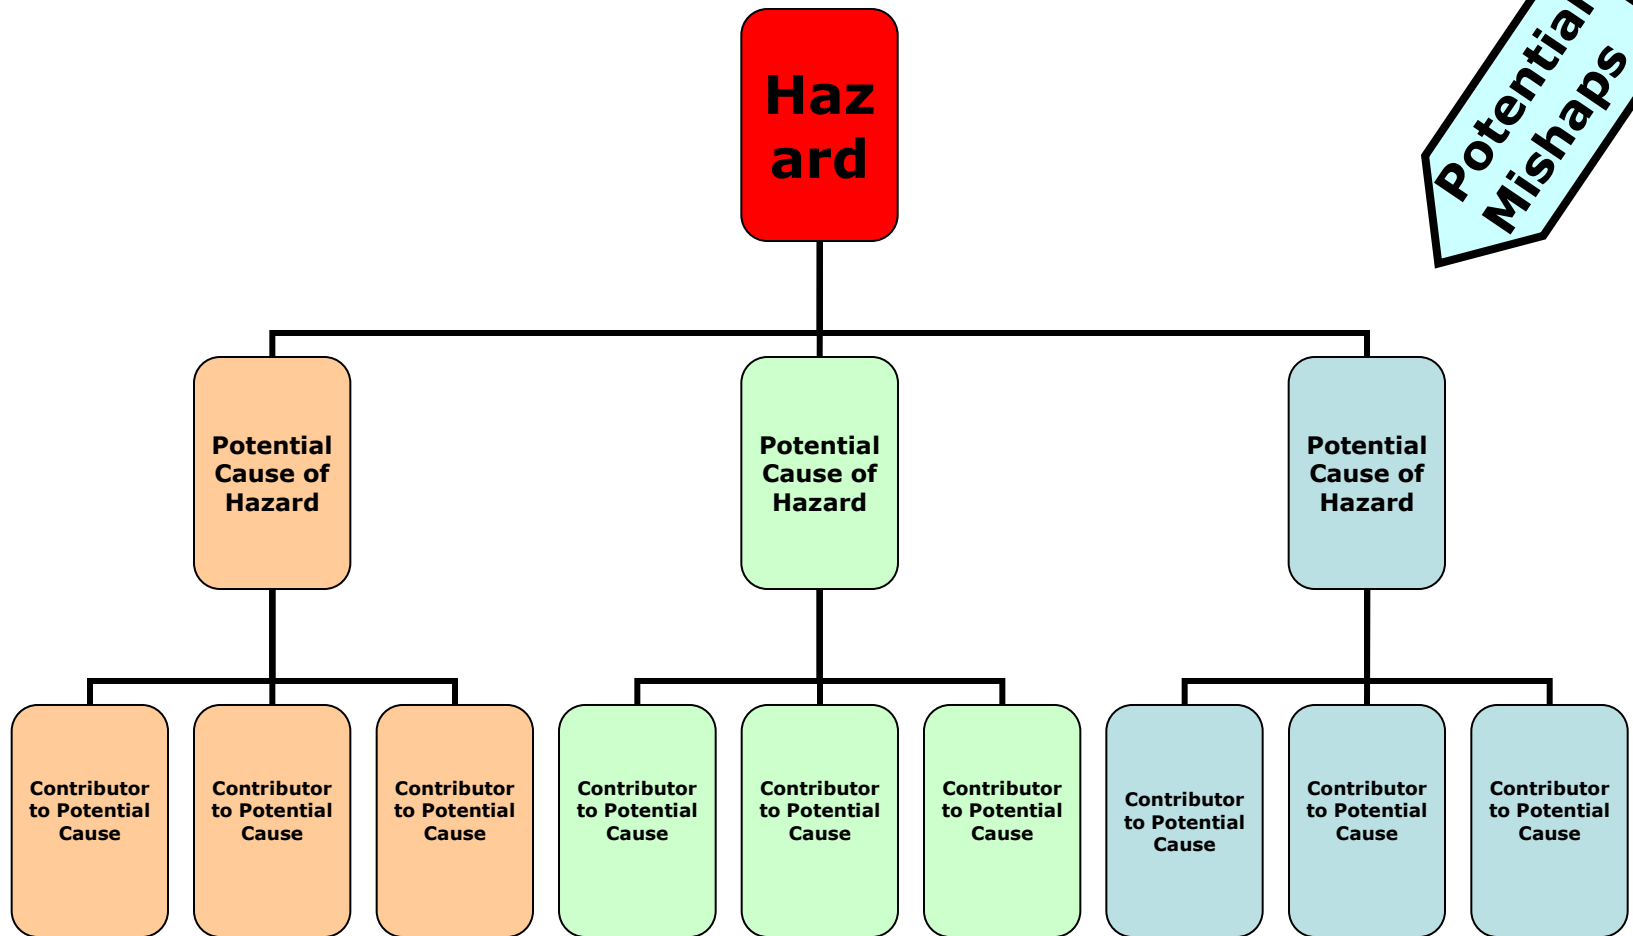 Haz
ard
Potential
Mishaps
Potential
Cause of
Hazard
Potential
Cause of
Hazard
Potential
Cause of
Hazard
Contributor
to Potential
Cause
Contributor
to Potential
Cause
Contributor
to Potential
Cause
Contributor
to Potential
Cause
Contributor
to Potential
Cause
Contributor
to Potential
Cause
Contributor
to Potential
Cause
Contributor
to Potential
Cause
Contributor
to Potential
Cause